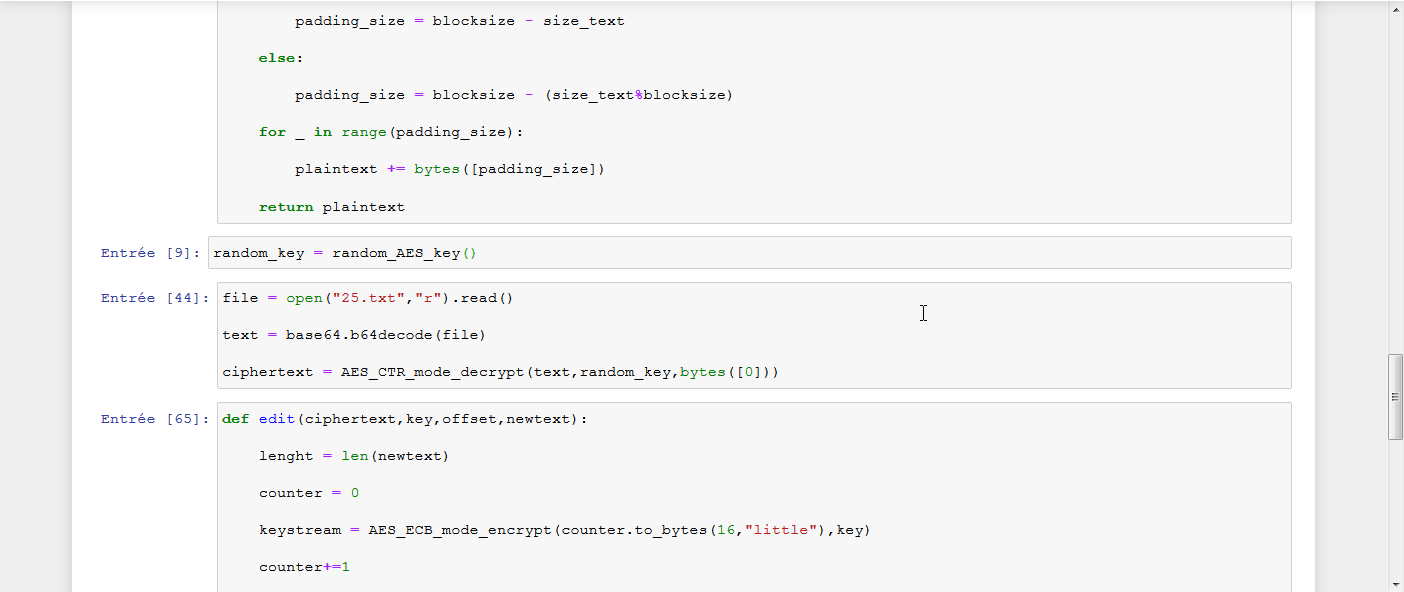 padding_size = blocksize - size_text
else:
padding_size = blocksize - (size_text%blocksize)
for _ in range(padding_size):
plaintext += bytes([padding_size])
return plaintext
Entrée [9]: random_key = random_AES_key()
Entrée [44]: file = open("25.txt","r").read()
text = base64.b64decode(file)
ciphertext = AES_CTR_mode_decrypt(text,random_key,bytes([0]))
Entrée [65]: def edit(ciphertext,key,offset,newtext):
lenght = len(newtext)
counter = 0
keystream = AES_ECB_mode_encrypt(counter.to_bytes(16,"little"),key)
counter+=1